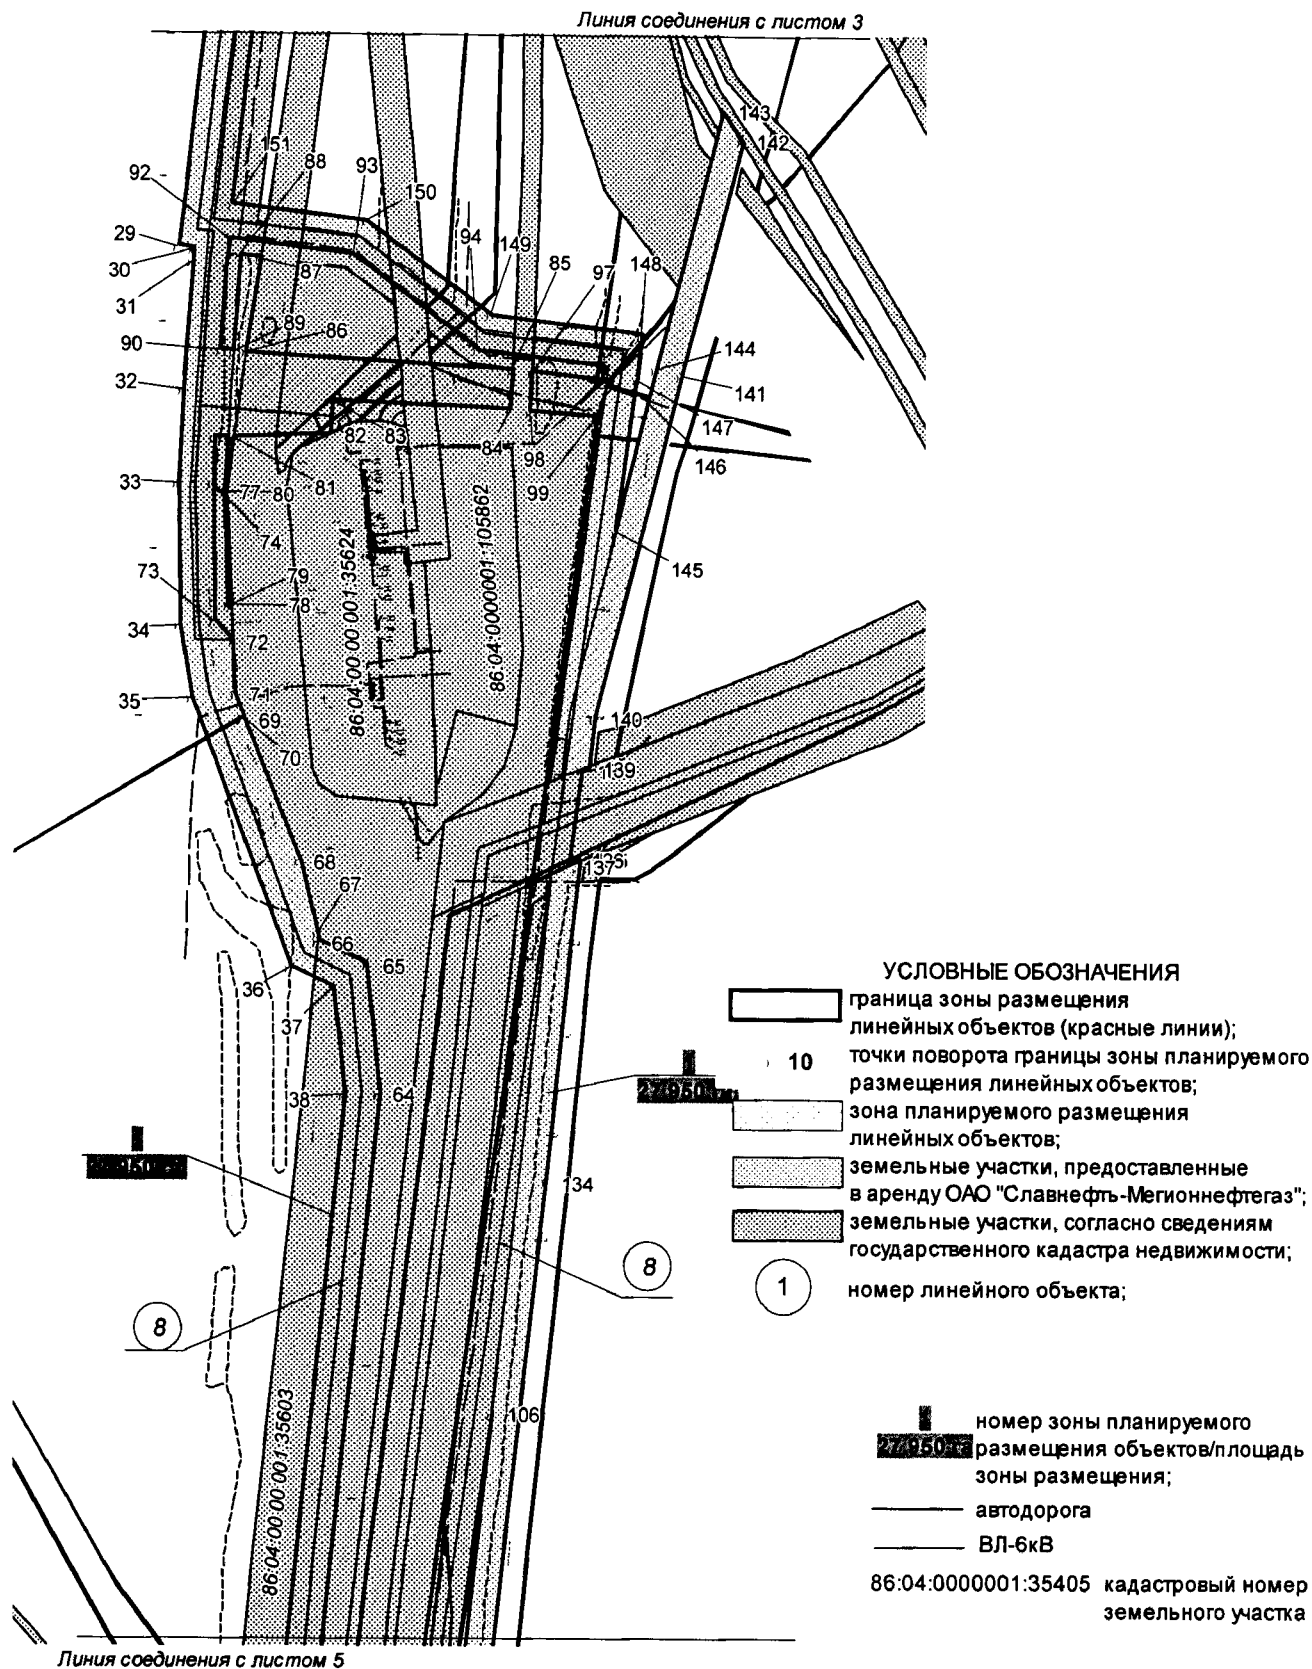 Линия соединения с листом 3
143
142
151
88
93
92
150
29
94
149
85
97
148
30
87
31
89
86
90
144
32
141
147
82
83
84
98
146
33
77
80
81
99
74
86:04:00 00 001:35624
86:04:0000001:105862
145
73
79
78
34
72
35
71
69
140
70
139
68
137
67
66
65
36
37
38
64
УСЛОВНЫЕ ОБОЗНАЧЕНИЯ
граница зоны размещения
линейных объектов (красные линии);
10 точки поворота границы зоны планируемого
размещения линейных объектов;
зона планируемого размещения
линейных объектов;
земельные участки, предоставленные
в аренду ОАО "Славнефть-Мегионнефтегаз";
земельные участки, согласно сведениям
государственного кадастра недвижимости;
1 номер линейного объекта;
134
8
8
106
86:04:00 00 001:35603
номер зоны планируемого
27,950 га размещения объектов/площадь
зоны размещения;
автодорога
ВЛ-6кВ
86:04:0000001:35405 кадастровый номер
земельного участка
Линия соединения с листом 5